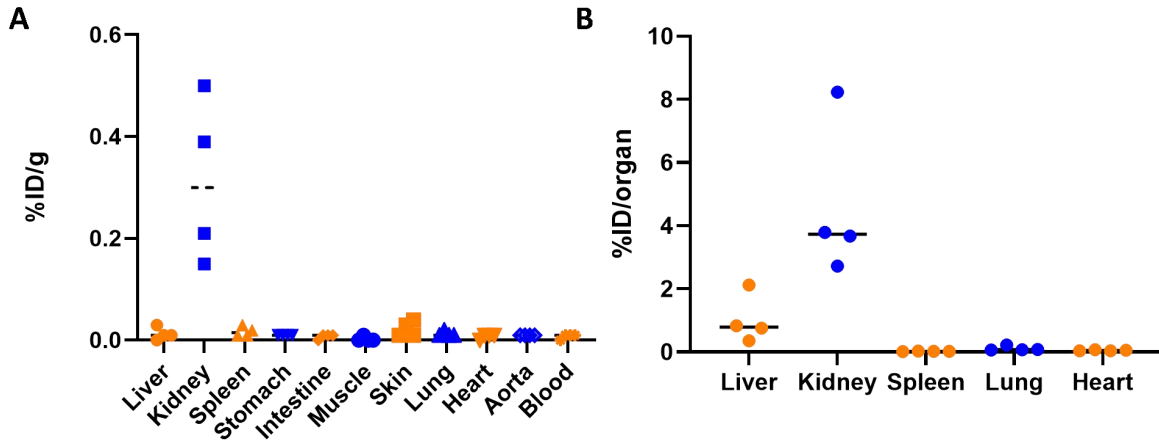 A
%ID/g
0.6
0.4
0.2
0.0
Liver
Kidney
Spleen
Stomach
Intestine
Muscle
Skin
Lung
Heart
Aorta
Blood
B
%ID/organ
10
8
6
4
2
0
Liver
Kidney
Spleen
Lung
Heart